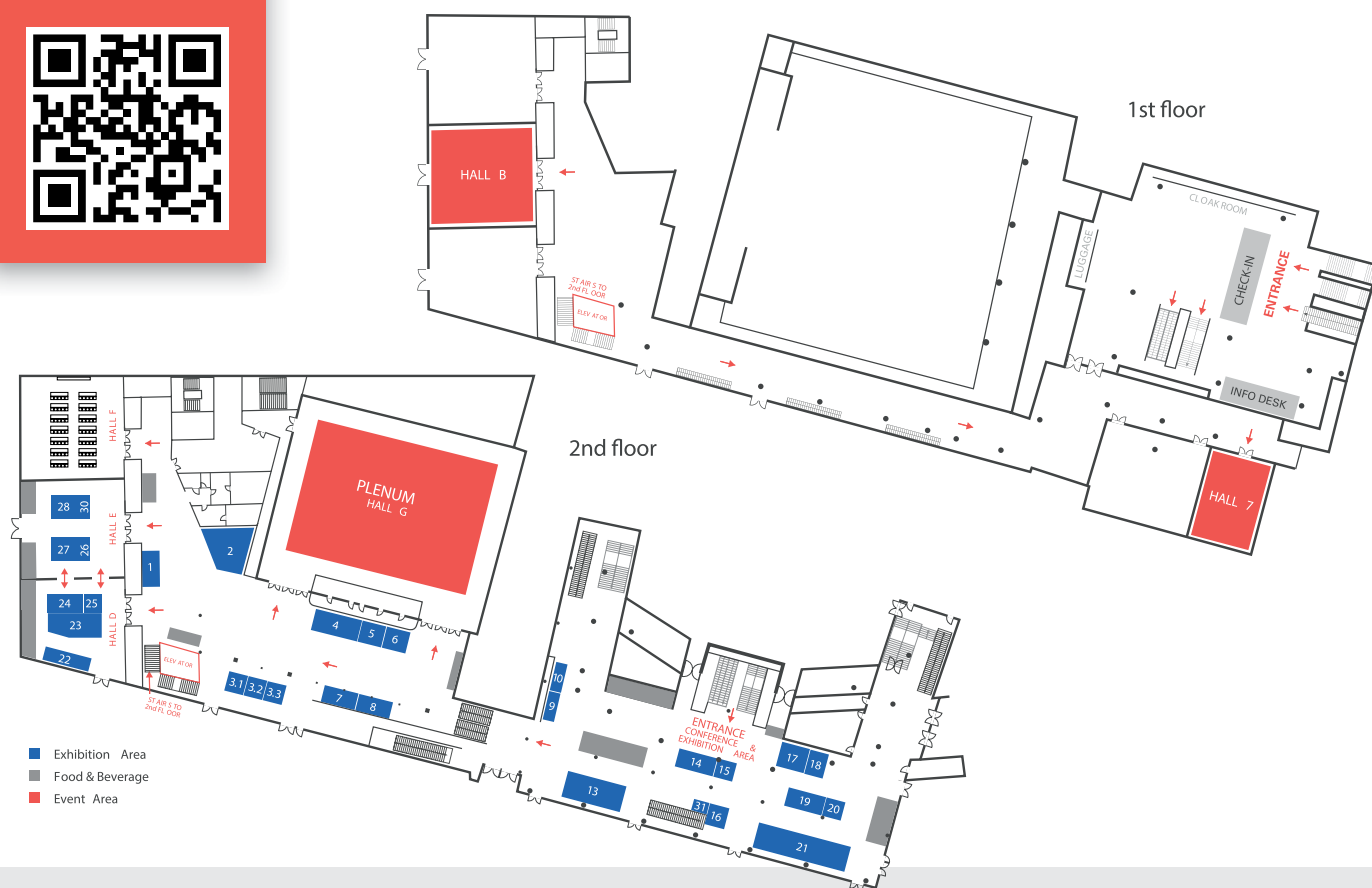 1st floor
CLOAK ROOM
LUGGAGE
CHECK-IN
ENTRANCE
INFO DESK
HALL 7
HALL B
ST AIR S TO
2nd FL OOR
ELEV AT OR
2nd floor
HALL F
HALL E
HALL D
PLENUM
HALL G
28
30
27
26
24
25
23
22
1
2
4
5
6
3.1
3.2
3.3
7
8
ELEV AT OR
ST AIR S TO
2nd FL OOR
10
9
ENTRANCE
CONFERENCE &
EXHIBITION AREA
13
14
15
31
16
17
18
19
20
21
Exhibition Area
Food & Beverage
Event Area